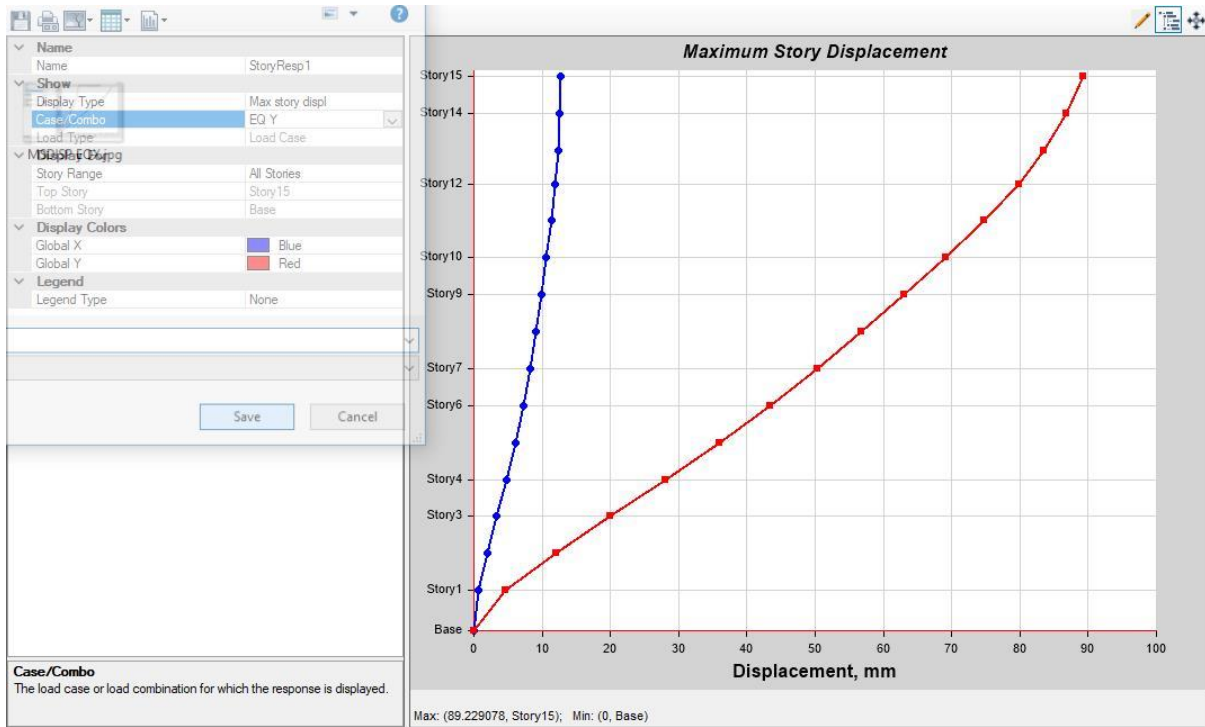 Name
Name StoryResp1
Show
Display Type Max story displ
Case/Combo EQ Y
Load Type Load Case
Display For
Story Range All Stories
Top Story Story15
Bottom Story Base
Display Colors
Global X Blue
Global Y Red
Legend
Legend Type None
Save Cancel
Case/Combo
The load case or load combination for which the response is displayed.
Maximum Story Displacement
Story15
Story14
Story12
Story10
Story9
Story7
Story6
Story4
Story3
Story1
Base
0 10 20 30 40 50 60 70 80 90 100
Displacement, mm
Max: (89.229078, Story15); Min: (0, Base)